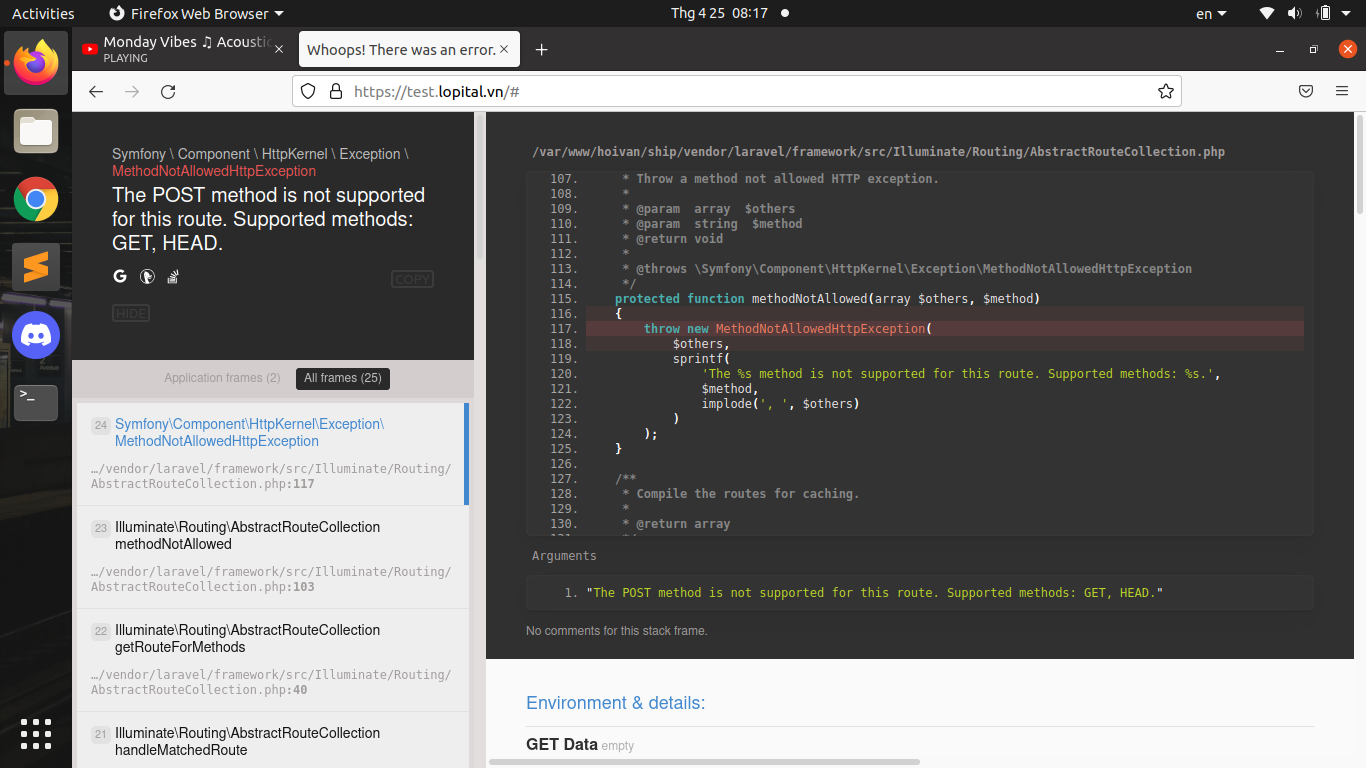 Activities
Firefox Web Browser
Thg 4 25 08:17
en
Monday Vibes ♫ Acoustic
PLAYING
Whoops! There was an error.
https://test.lopital.vn/#
Symfony \ Component \ HttpKernel \ Exception \
MethodNotAllowedHttpException
The POST method is not supported
for this route. Supported methods:
GET, HEAD.
COPY
HIDE
Application frames (2)
All frames (25)
24 Symfony\Component\HttpKernel\Exception\
MethodNotAllowedHttpException
…/vendor/laravel/framework/src/Illuminate/Routing/
AbstractRouteCollection.php:117
23 Illuminate\Routing\AbstractRouteCollection
methodNotAllowed
…/vendor/laravel/framework/src/Illuminate/Routing/
AbstractRouteCollection.php:103
22 Illuminate\Routing\AbstractRouteCollection
getRouteForMethods
…/vendor/laravel/framework/src/Illuminate/Routing/
AbstractRouteCollection.php:40
21 Illuminate\Routing\AbstractRouteCollection
handleMatchedRoute
/var/www/hoivan/ship/vendor/laravel/framework/src/Illuminate/Routing/AbstractRouteCollection.php
107. * Throw a method not allowed HTTP exception.
108. *
109. * @param  array  $others
110. * @param  string  $method
111. * @return void
112. *
113. * @throws \Symfony\Component\HttpKernel\Exception\MethodNotAllowedHttpException
114. */
115. protected function methodNotAllowed(array $others, $method)
116. {
117. throw new MethodNotAllowedHttpException(
118. $others,
119. sprintf(
120. 'The %s method is not supported for this route. Supported methods: %s.',
121. $method,
122. implode(', ', $others)
123. )
124. );
125. }
126.
127. /**
128. * Compile the routes for caching.
129. *
130. * @return array
Arguments
1. "The POST method is not supported for this route. Supported methods: GET, HEAD."
No comments for this stack frame.
Environment & details:
GET Data empty